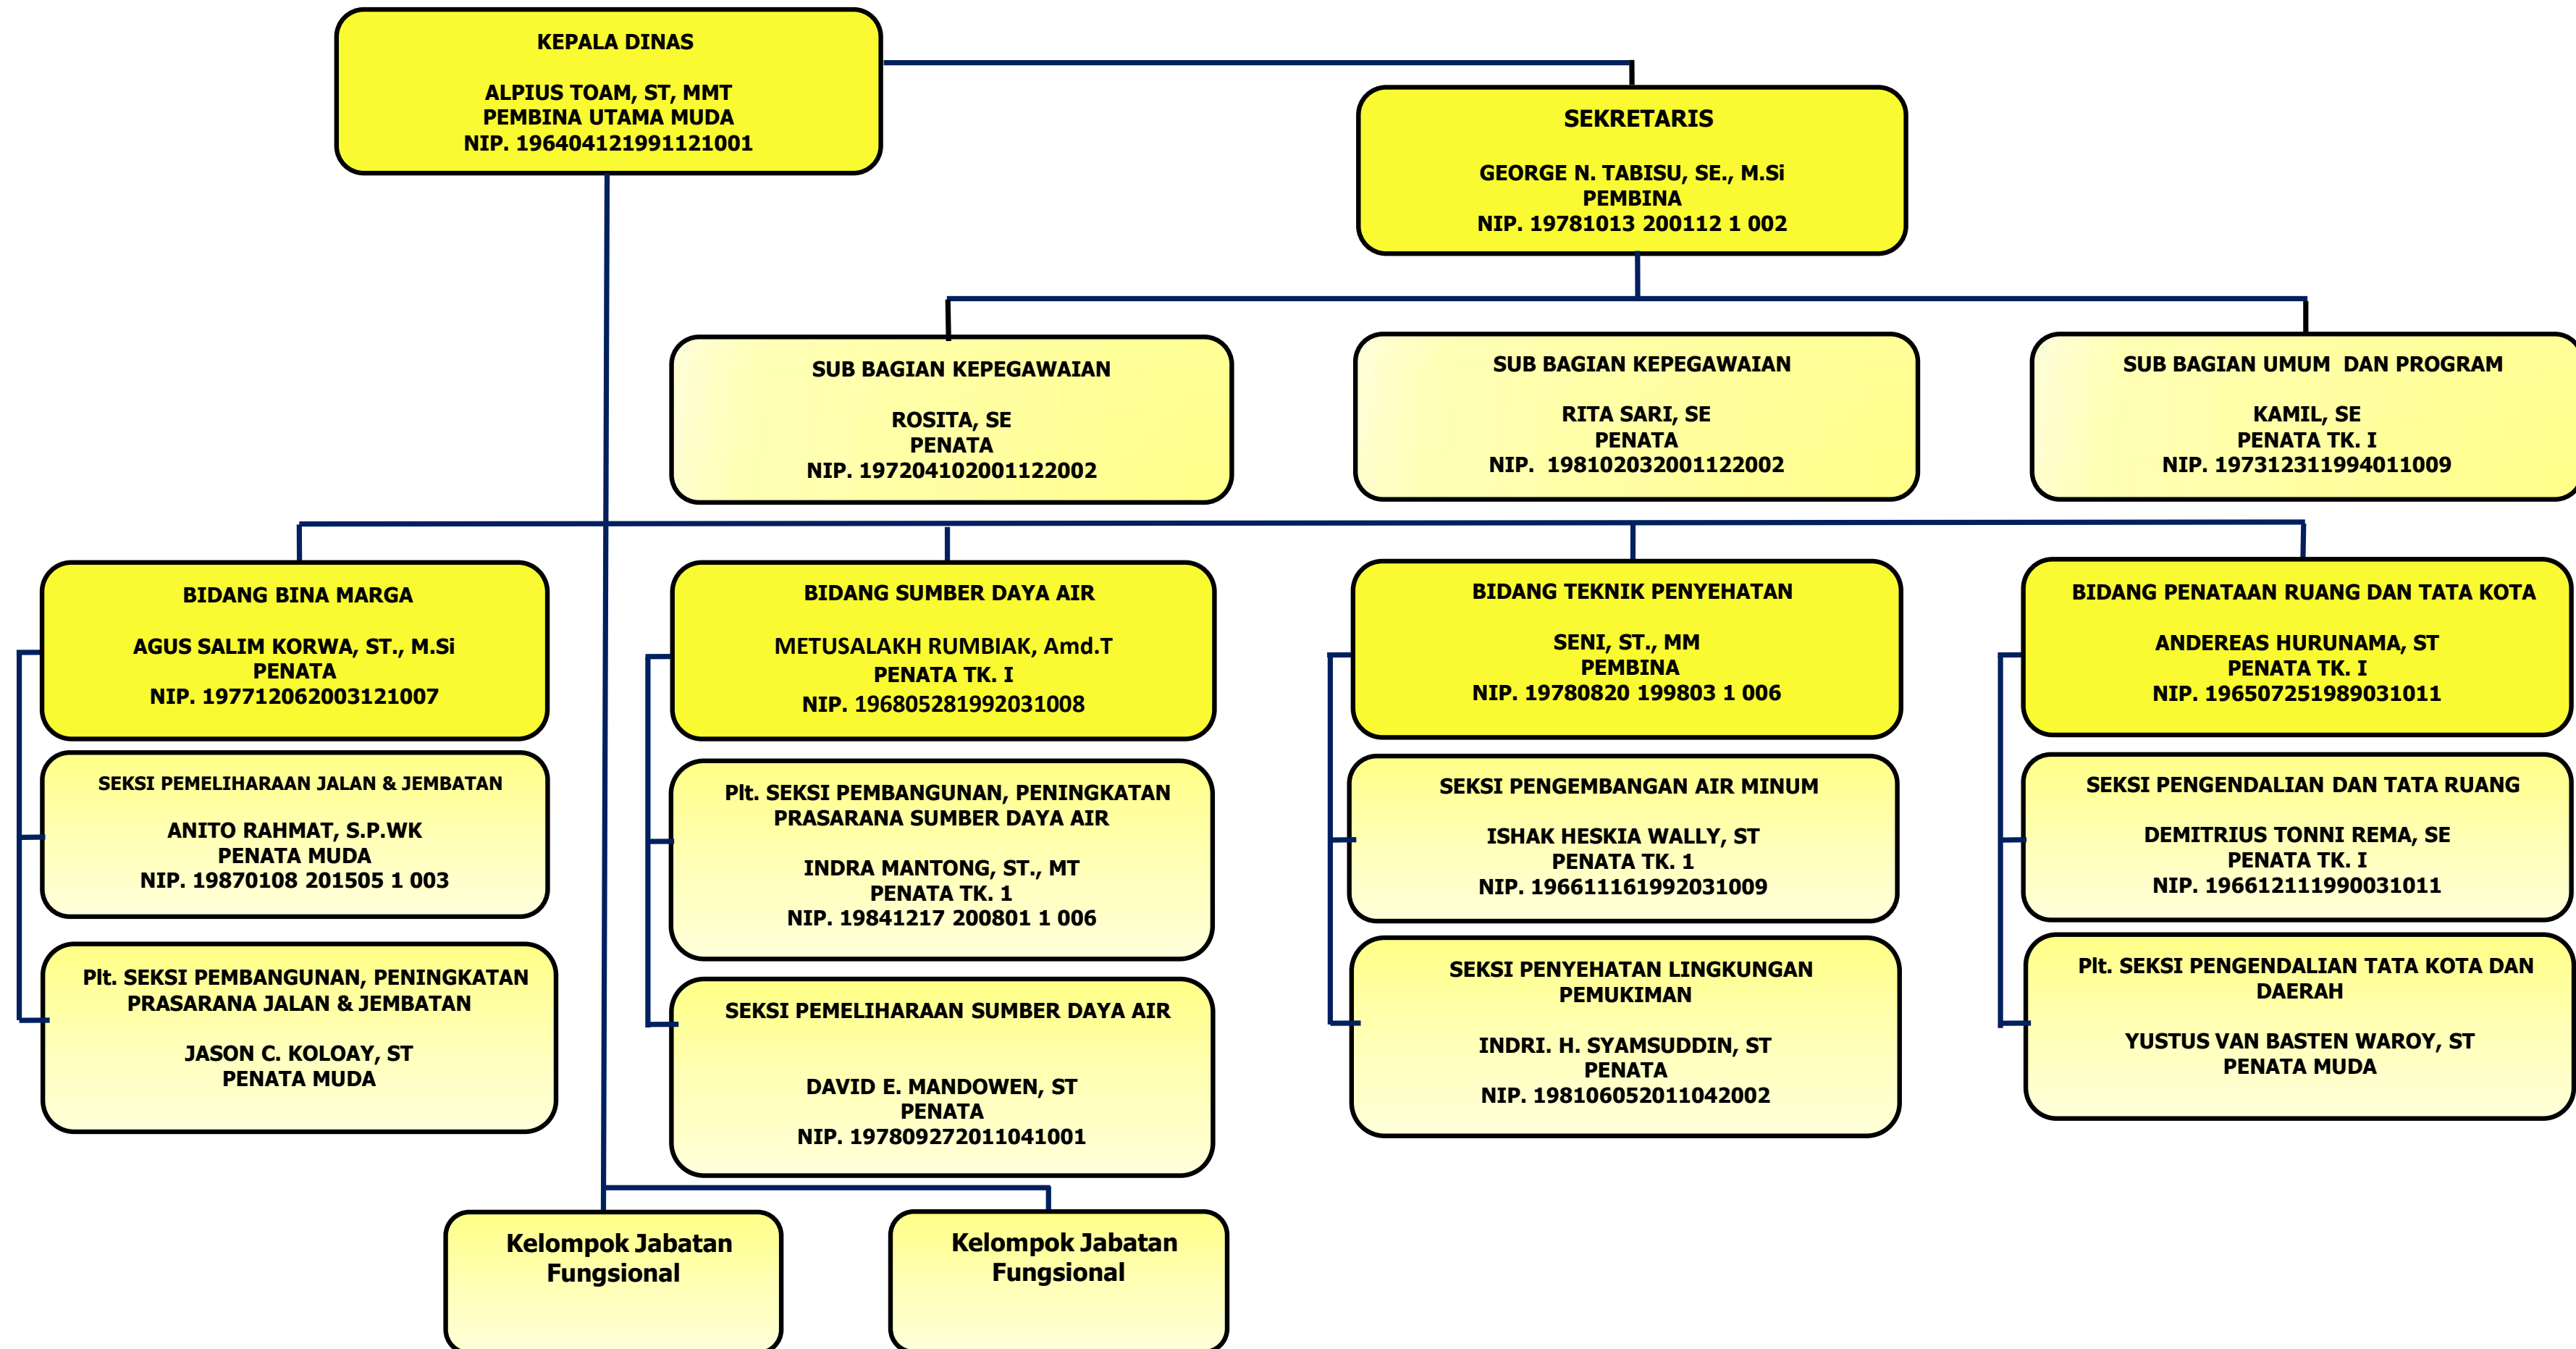 KEPALA DINAS
ALPIUS TOAM, ST, MMT
PEMBINA UTAMA MUDA
NIP. 196404121991121001
SEKRETARIS
GEORGE N. TABISU, SE., M.Si
PEMBINA
NIP. 19781013 200112 1 002
SUB BAGIAN KEPEGAWAIAN
ROSITA, SE
PENATA
NIP. 197204102001122002
SUB BAGIAN KEPEGAWAIAN
RITA SARI, SE
PENATA
NIP. 198102032001122002
SUB BAGIAN UMUM DAN PROGRAM
KAMIL, SE
PENATA TK. I
NIP. 197312311994011009
BIDANG BINA MARGA
AGUS SALIM KORWA, ST., M.Si
PENATA
NIP. 197712062003121007
BIDANG SUMBER DAYA AIR
METUSALAKH RUMBIAK, Amd.T
PENATA TK. I
NIP. 196805281992031008
BIDANG TEKNIK PENYEHATAN
SENI, ST., MM
PEMBINA
NIP. 19780820 199803 1 006
BIDANG PENATAAN RUANG DAN TATA KOTA
ANDEREAS HURUNAMA, ST
PENATA TK. I
NIP. 196507251989031011
SEKSI PEMELIHARAAN JALAN & JEMBATAN
ANITO RAHMAT, S.P.WK
PENATA MUDA
NIP. 19870108 201505 1 003
Plt. SEKSI PEMBANGUNAN, PENINGKATAN
PRASARANA SUMBER DAYA AIR
INDRA MANTONG, ST., MT
PENATA TK. 1
NIP. 19841217 200801 1 006
SEKSI PENGEMBANGAN AIR MINUM
ISHAK HESKIA WALLY, ST
PENATA TK. 1
NIP. 196611161992031009
SEKSI PENGENDALIAN DAN TATA RUANG
DEMITRIUS TONNI REMA, SE
PENATA TK. I
NIP. 196612111990031011
Plt. SEKSI PEMBANGUNAN, PENINGKATAN
PRASARANA JALAN & JEMBATAN
JASON C. KOLOAY, ST
PENATA MUDA
SEKSI PEMELIHARAAN SUMBER DAYA AIR
DAVID E. MANDOWEN, ST
PENATA
NIP. 197809272011041001
SEKSI PENYEHATAN LINGKUNGAN
PEMUKIMAN
INDRI. H. SYAMSUDDIN, ST
PENATA
NIP. 198106052011042002
Plt. SEKSI PENGENDALIAN TATA KOTA DAN
DAERAH
YUSTUS VAN BASTEN WAROY, ST
PENATA MUDA
Kelompok Jabatan
Fungsional
Kelompok Jabatan
Fungsional